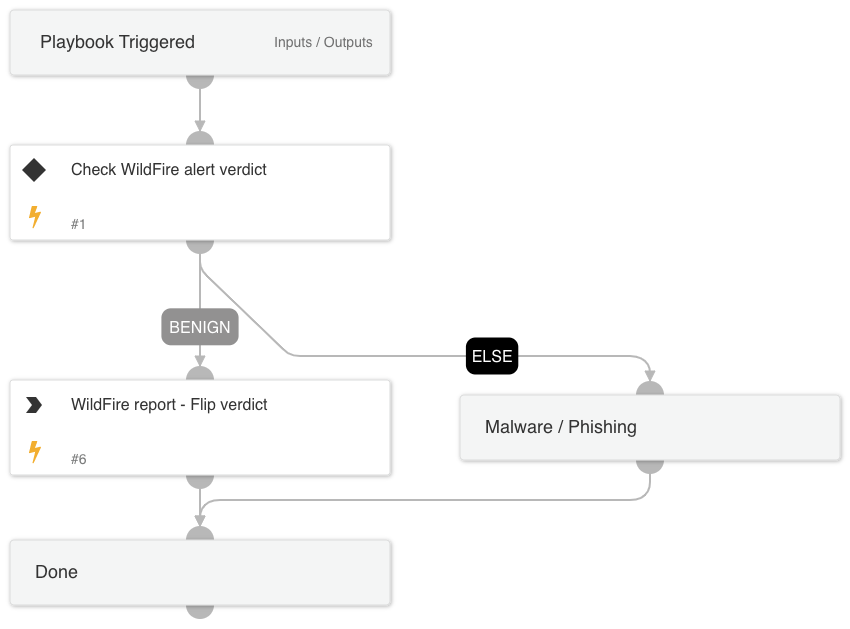 Playbook Triggered
Inputs / Outputs
Check WildFire alert verdict
#1
BENIGN
ELSE
WildFire report - Flip verdict
#6
Malware / Phishing
Done